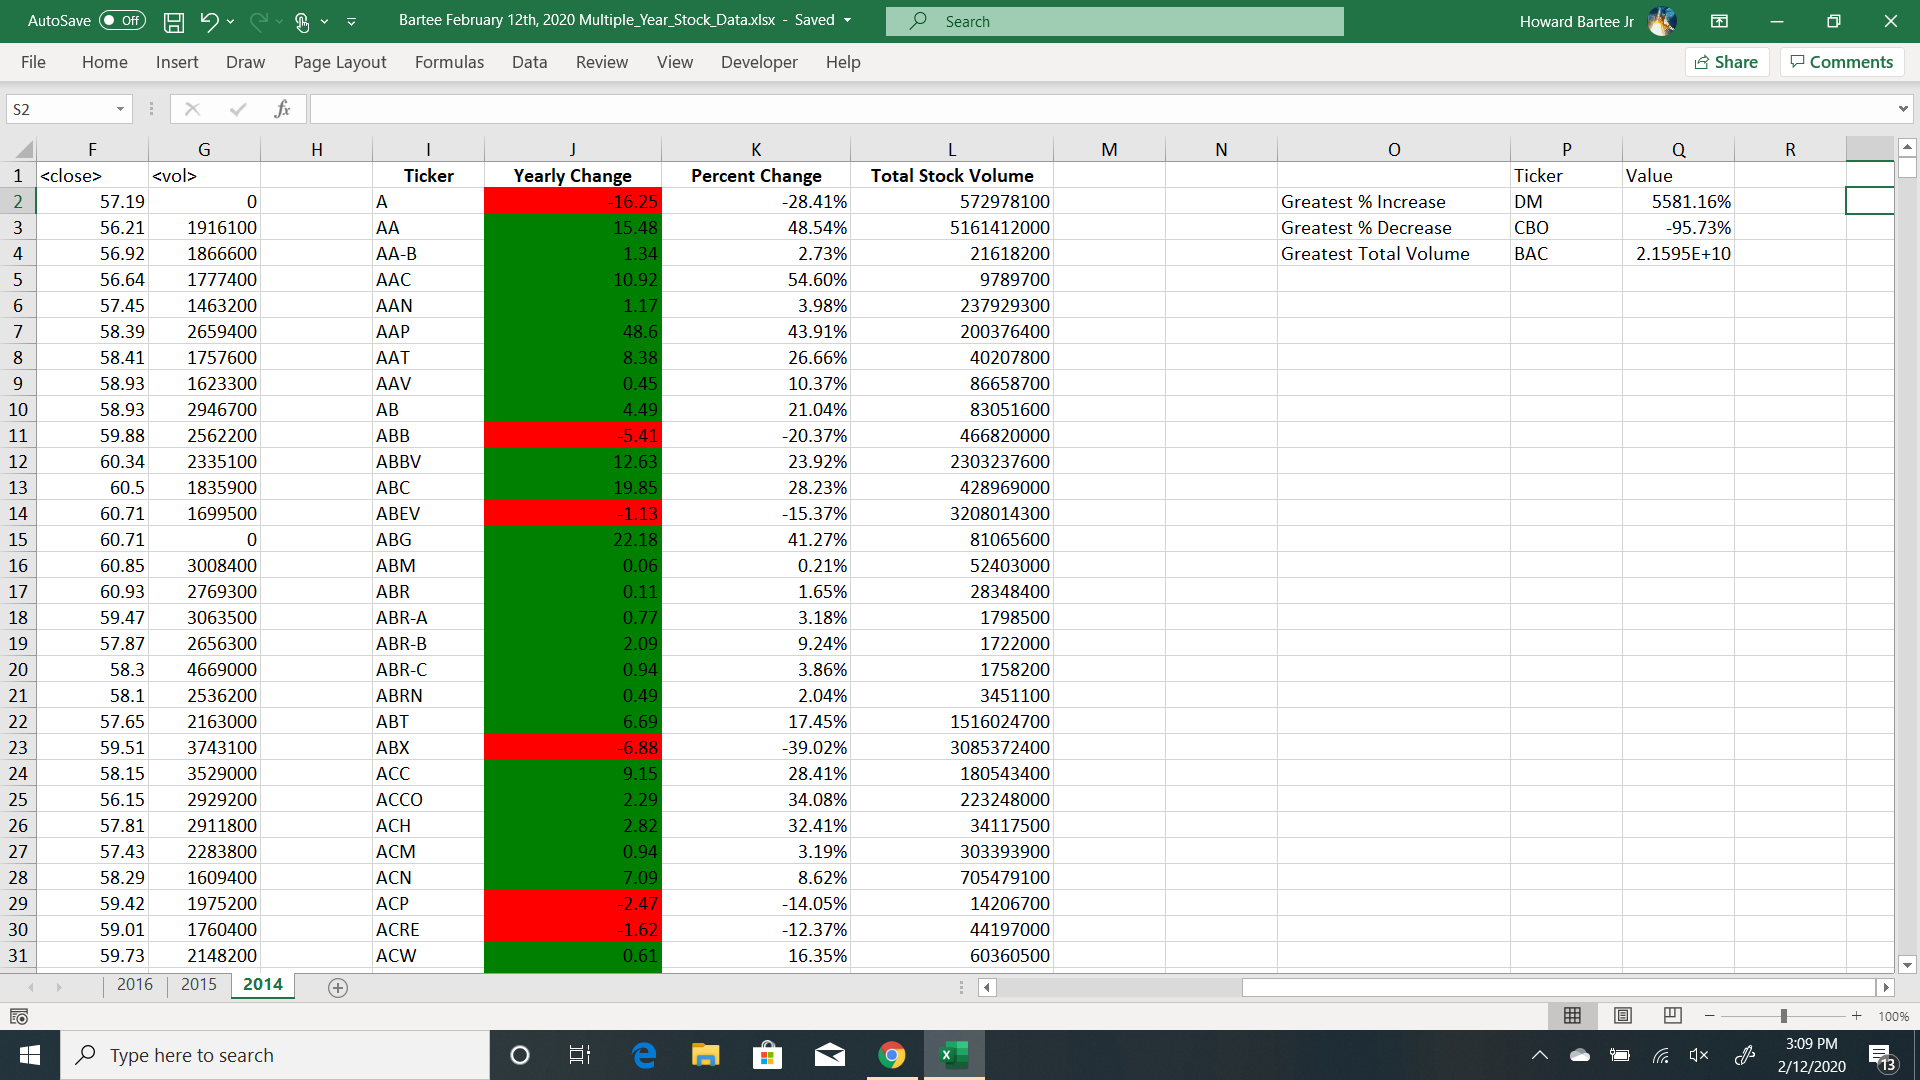 AutoSave Off Bartee February 12th, 2020 Multiple_Year_Stock_Data.xlsx - Saved Search Howard Bartee Jr
File Home Insert Draw Page Layout Formulas Data Review View Developer Help Share Comments
S2 fx
F G H I J K L M N O P Q R
1 <close> <vol> Ticker Yearly Change Percent Change Total Stock Volume Ticker Value
2 57.19 0 A -16.25 -28.41% 572978100 Greatest % Increase DM 5581.16%
3 56.21 1916100 AA 15.48 48.54% 5161412000 Greatest % Decrease CBO -95.73%
4 56.92 1866600 AA-B 1.34 2.73% 21618200 Greatest Total Volume BAC 2.1595E+10
5 56.64 1777400 AAC 10.92 54.60% 9789700
6 57.45 1463200 AAN 1.17 3.98% 237929300
7 58.39 2659400 AAP 48.6 43.91% 200376400
8 58.41 1757600 AAT 8.38 26.66% 40207800
9 58.93 1623300 AAV 0.45 10.37% 86658700
10 58.93 2946700 AB 4.49 21.04% 83051600
11 59.88 2562200 ABB -5.41 -20.37% 466820000
12 60.34 2335100 ABBV 12.63 23.92% 2303237600
13 60.5 1835900 ABC 19.85 28.23% 428969000
14 60.71 1699500 ABEV -1.13 -15.37% 3208014300
15 60.71 0 ABG 22.18 41.27% 81065600
16 60.85 3008400 ABM 0.06 0.21% 52403000
17 60.93 2769300 ABR 0.11 1.65% 28348400
18 59.47 3063500 ABR-A 0.77 3.18% 1798500
19 57.87 2656300 ABR-B 2.09 9.24% 1722000
20 58.3 4669000 ABR-C 0.94 3.86% 1758200
21 58.1 2536200 ABRN 0.49 2.04% 3451100
22 57.65 2163000 ABT 6.69 17.45% 1516024700
23 59.51 3743100 ABX -6.88 -39.02% 3085372400
24 58.15 3529000 ACC 9.15 28.41% 180543400
25 56.15 2929200 ACCO 2.29 34.08% 223248000
26 57.81 2911800 ACH 2.82 32.41% 34117500
27 57.43 2283800 ACM 0.94 3.19% 303393900
28 58.29 1609400 ACN 7.09 8.62% 705479100
29 59.42 1975200 ACP -2.47 -14.05% 14206700
30 59.01 1760400 ACRE -1.62 -12.37% 44197000
31 59.73 2148200 ACW 0.61 16.35% 60360500
2016 2015 2014
100%
Type here to search 3:09 PM
2/12/2020 13